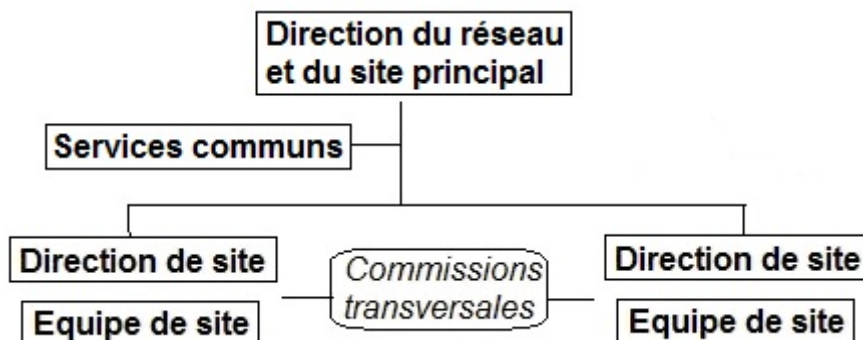 Direction du réseau
et du site principal
Services communs
Direction de site
Commissions
transversales
Direction de site
Equipe de site
Equipe de site